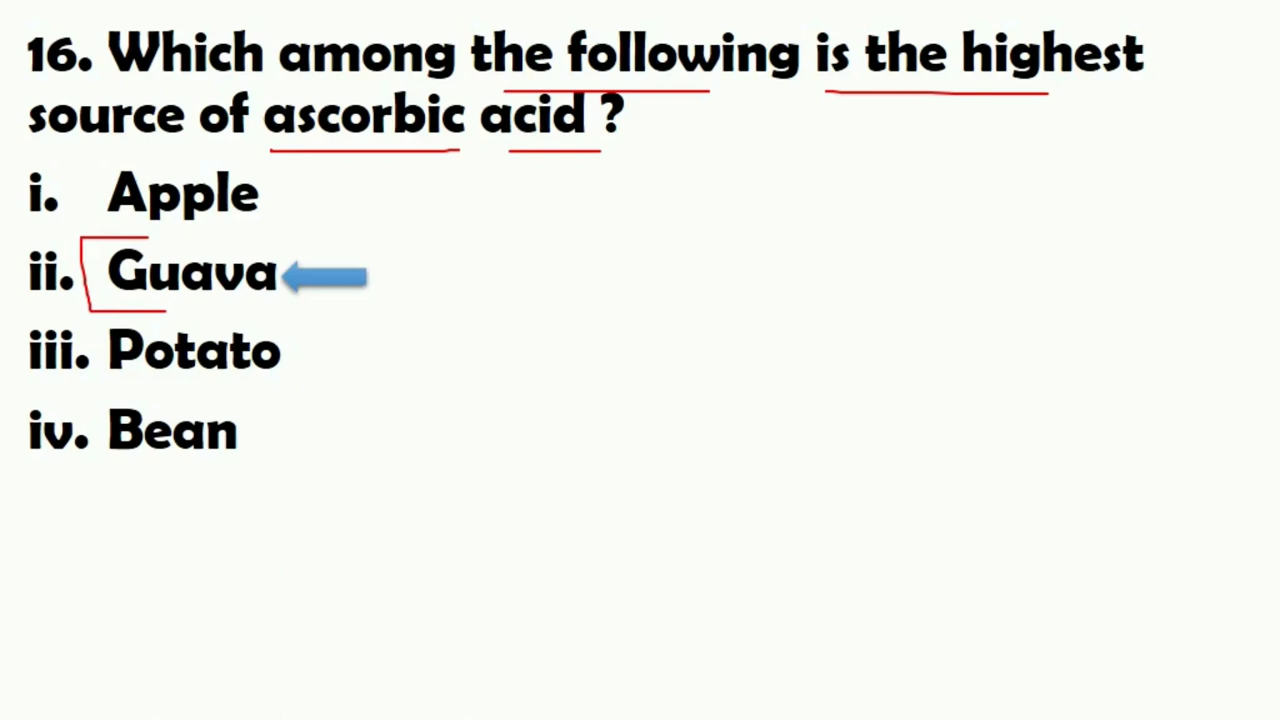 16. Which among the following is the highest
source of ascorbic acid ?
i. Apple
ii. Guava
iii. Potato
iv. Bean